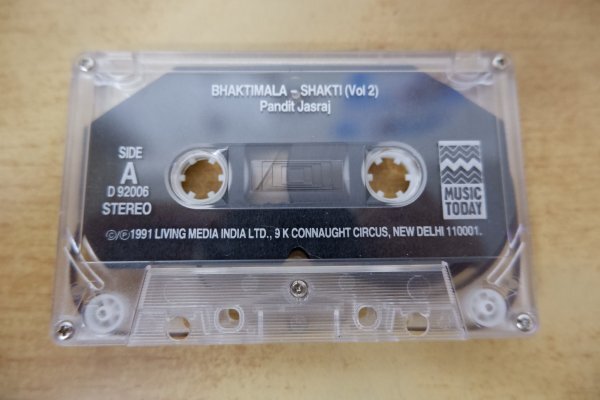 BHAKTIMALA – SHAKTI (Vol 2)
Pandit Jasraj
SIDE
A
D 92006
STEREO
MUSIC
TODAY
©/℗1991 LIVING MEDIA INDIA LTD., 9 K CONNAUGHT CIRCUS, NEW DELHI 110001.